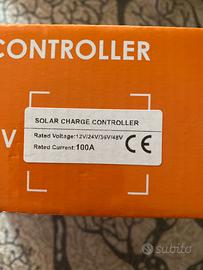 CONTROLLER
SOLAR CHARGE CONTROLLER
Rated Voltage:12V/24V/36V/48V
Rated Current:100A
CE
V
subito